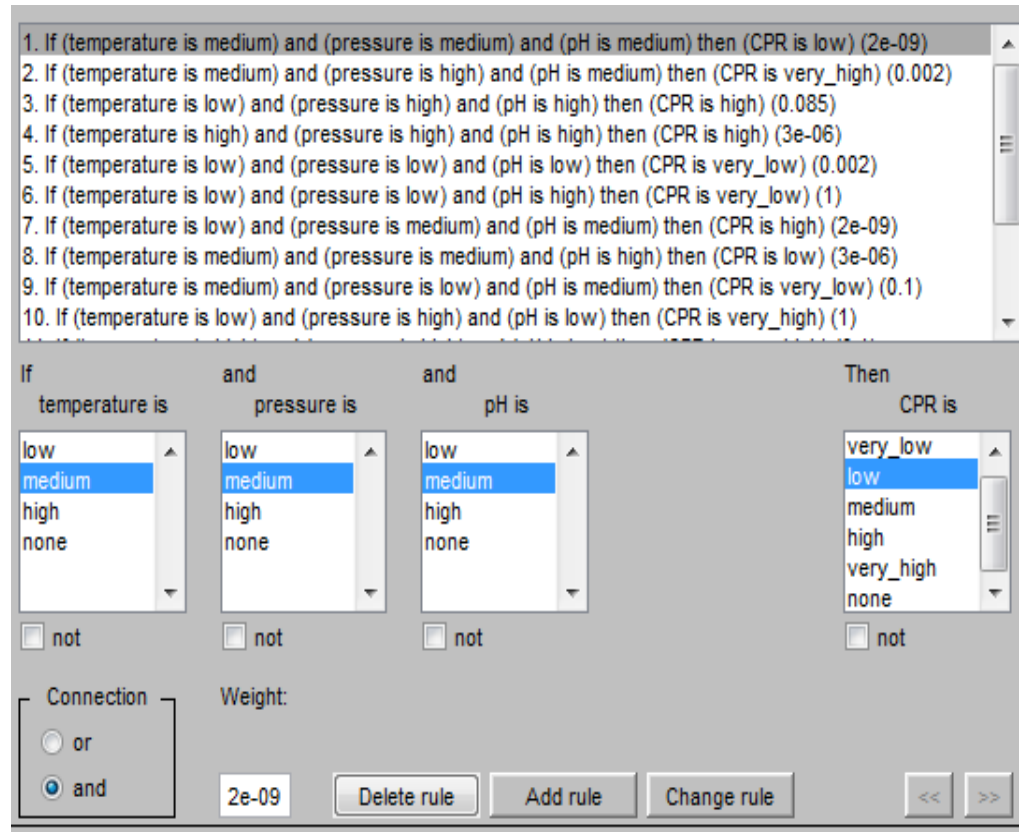 1. If (temperature is medium) and (pressure is medium) and (pH is medium) then (CPR is low) (2e-09)
2. If (temperature is medium) and (pressure is high) and (pH is medium) then (CPR is very_high) (0.002)
3. If (temperature is low) and (pressure is high) and (pH is high) then (CPR is high) (0.085)
4. If (temperature is high) and (pressure is high) and (pH is high) then (CPR is high) (3e-06)
5. If (temperature is low) and (pressure is low) and (pH is low) then (CPR is very_low) (0.002)
6. If (temperature is low) and (pressure is low) and (pH is high) then (CPR is very_low) (1)
7. If (temperature is low) and (pressure is medium) and (pH is medium) then (CPR is high) (2e-09)
8. If (temperature is medium) and (pressure is medium) and (pH is high) then (CPR is low) (3e-06)
9. If (temperature is medium) and (pressure is low) and (pH is medium) then (CPR is very_low) (0.1)
10. If (temperature is low) and (pressure is high) and (pH is low) then (CPR is very_high) (1)
If and and Then
temperature is pressure is pH is CPR is
low low low very_low
medium medium medium low
high high high medium
none none none high
very_high
none
not not not not
Connection Weight:
or
and 2e-09 Delete rule Add rule Change rule << >>